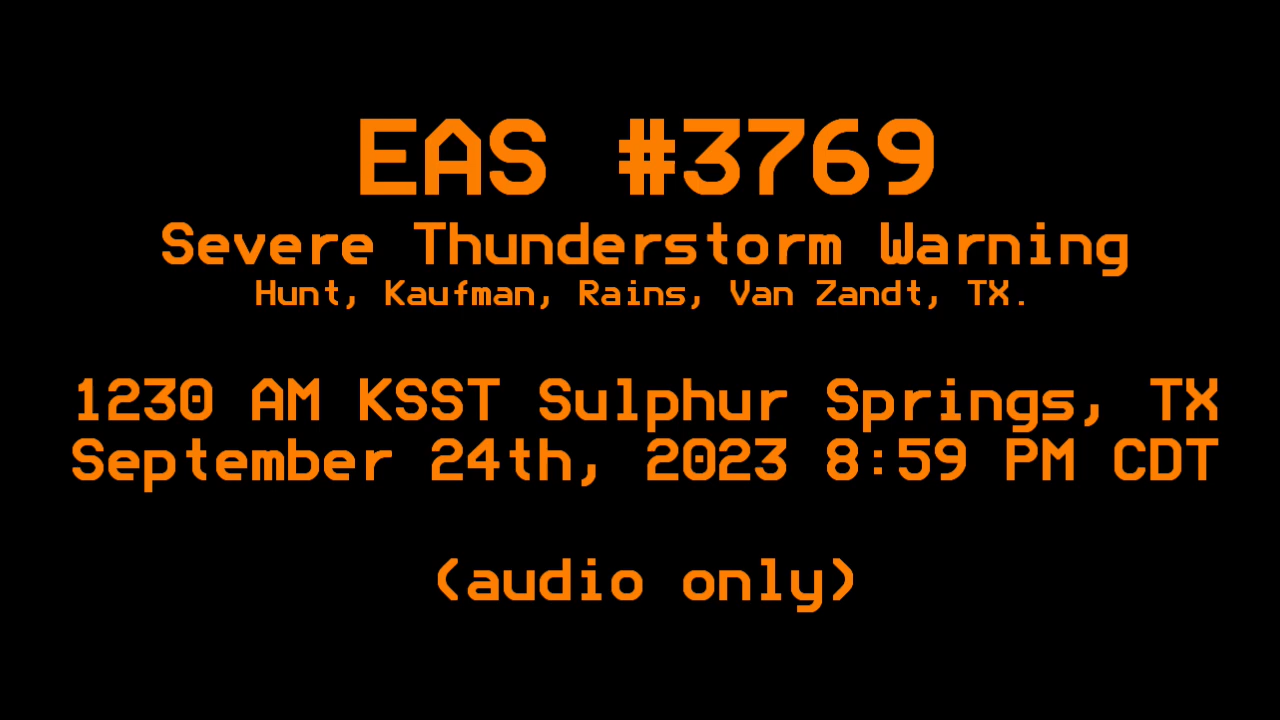 EAS #3769
Severe Thunderstorm Warning
Hunt, Kaufman, Rains, Van Zandt, TX.
1230 AM KSST Sulphur Springs, TX
September 24th, 2023 8:59 PM CDT
(audio only)